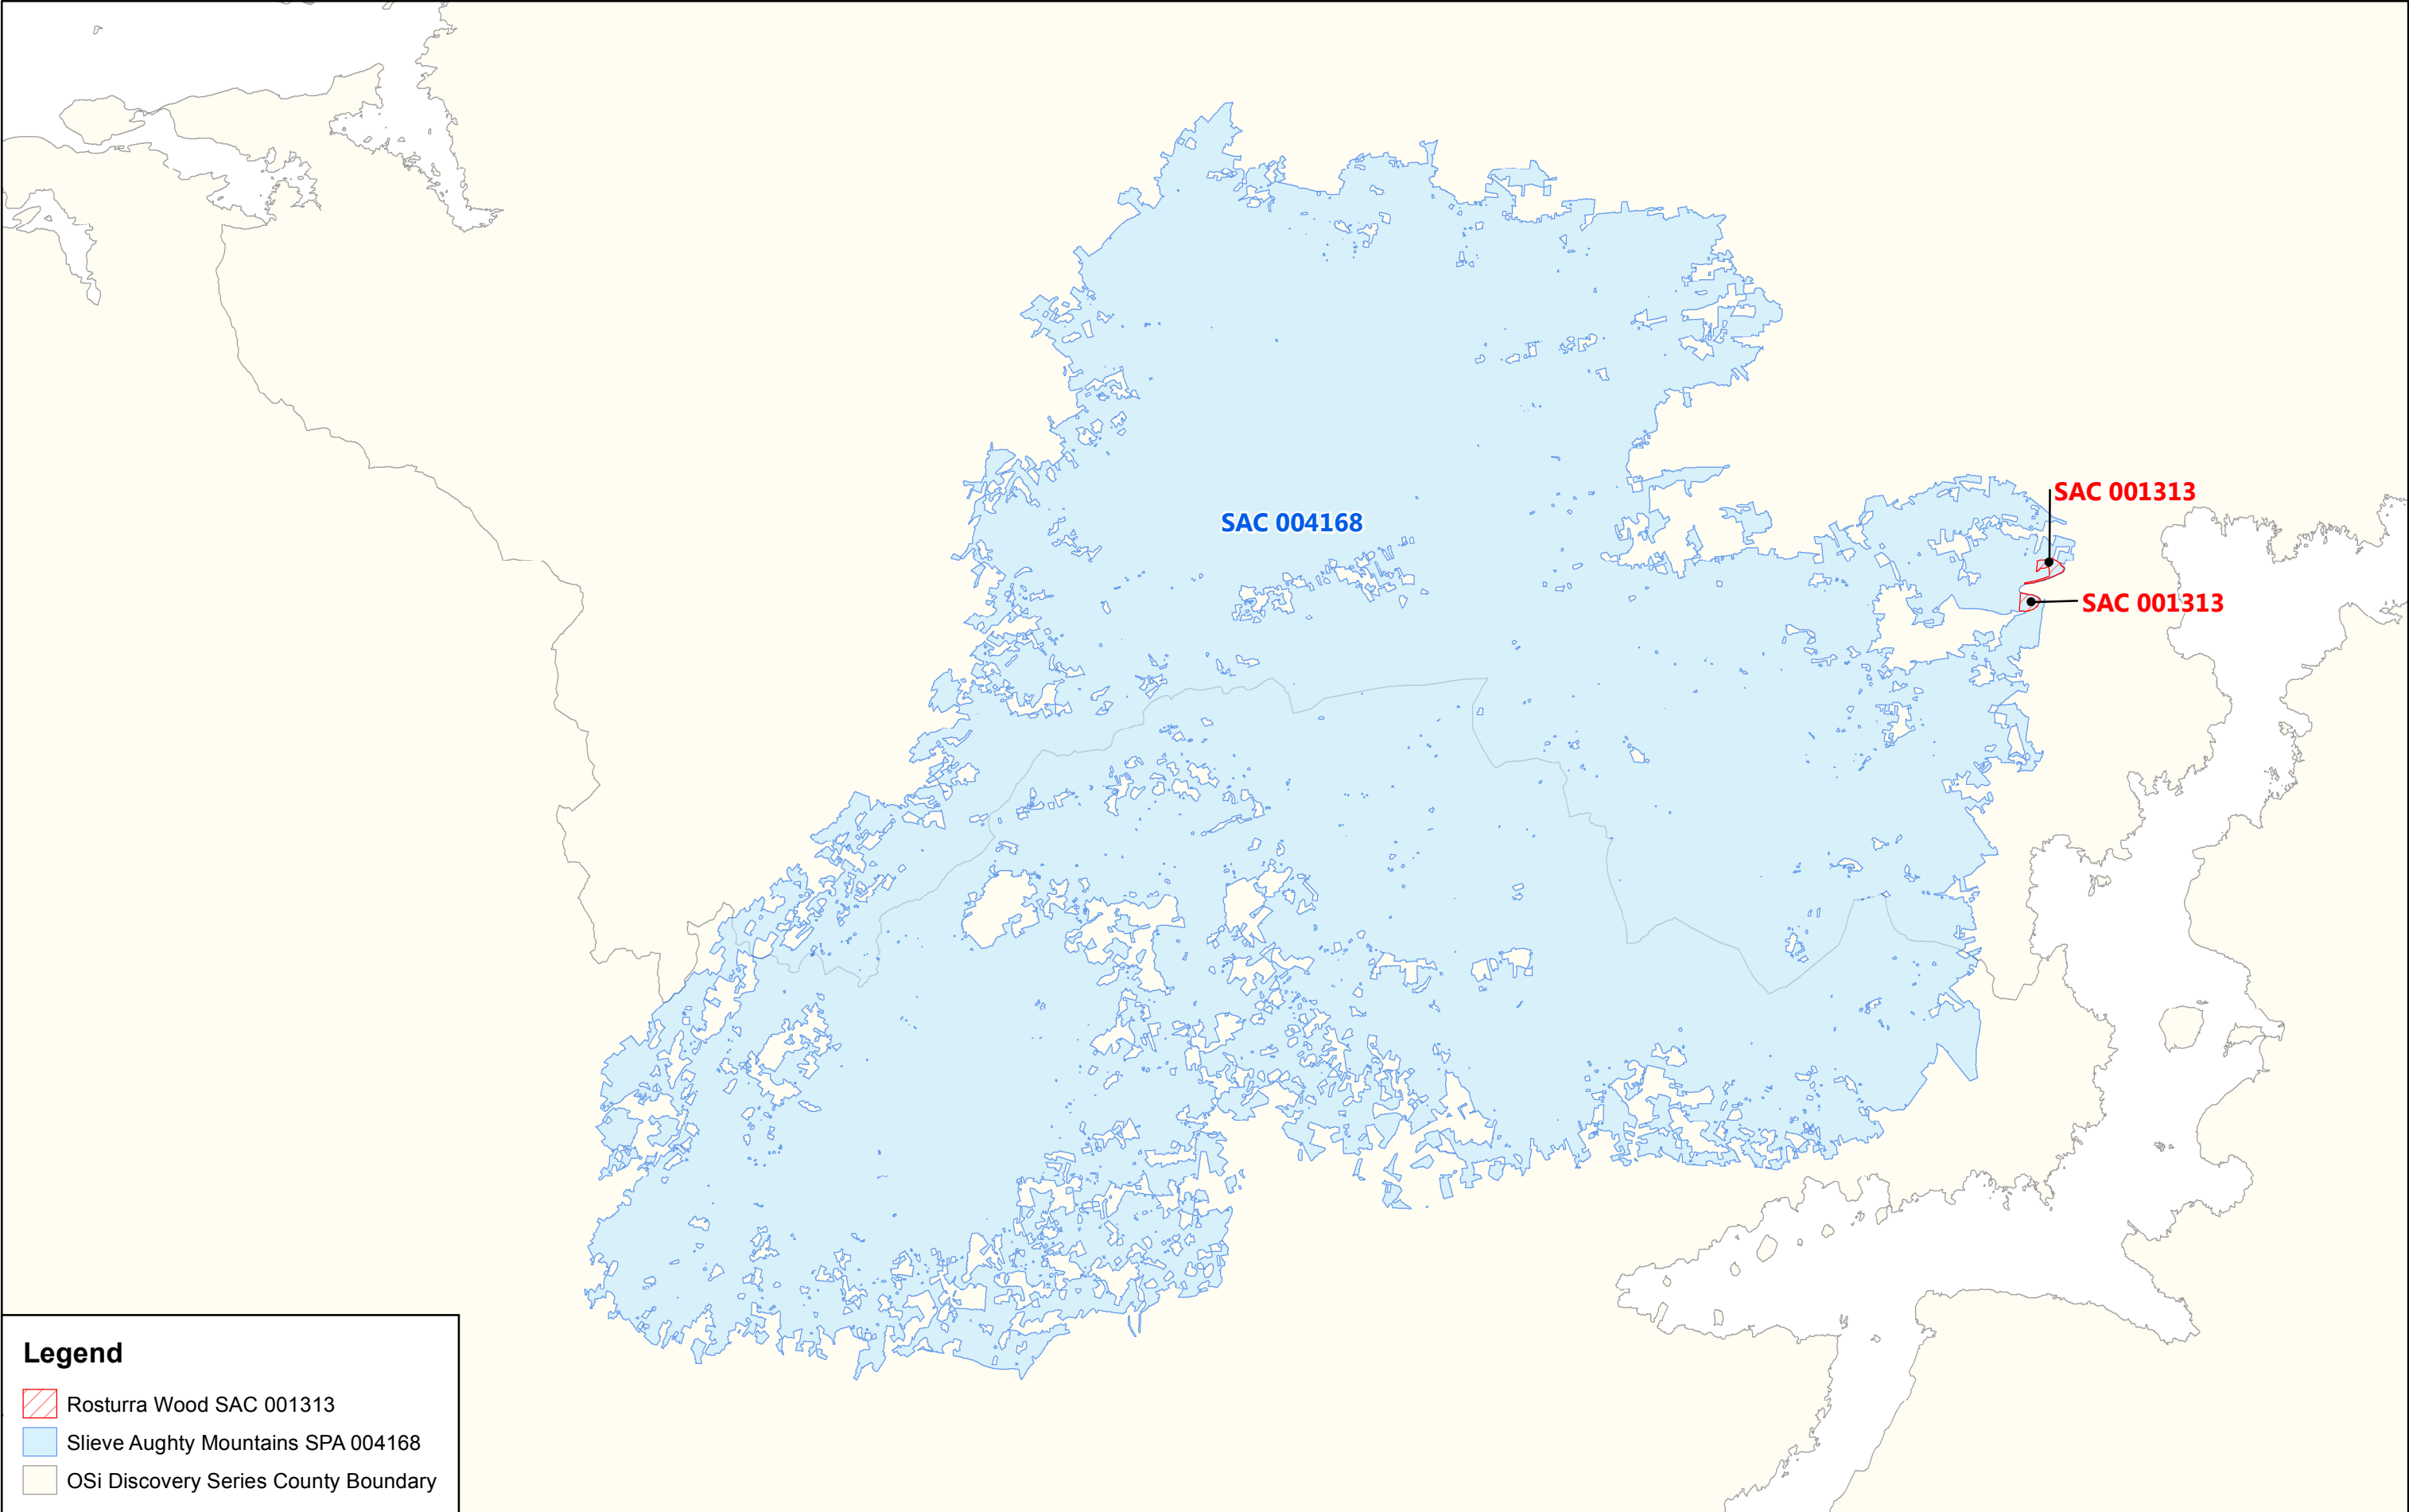 SAC 001313
SAC 004168
SAC 001313
Legend
Rosturra Wood SAC 001313
Slieve Aughty Mountains SPA 004168
OSi Discovery Series County Boundary